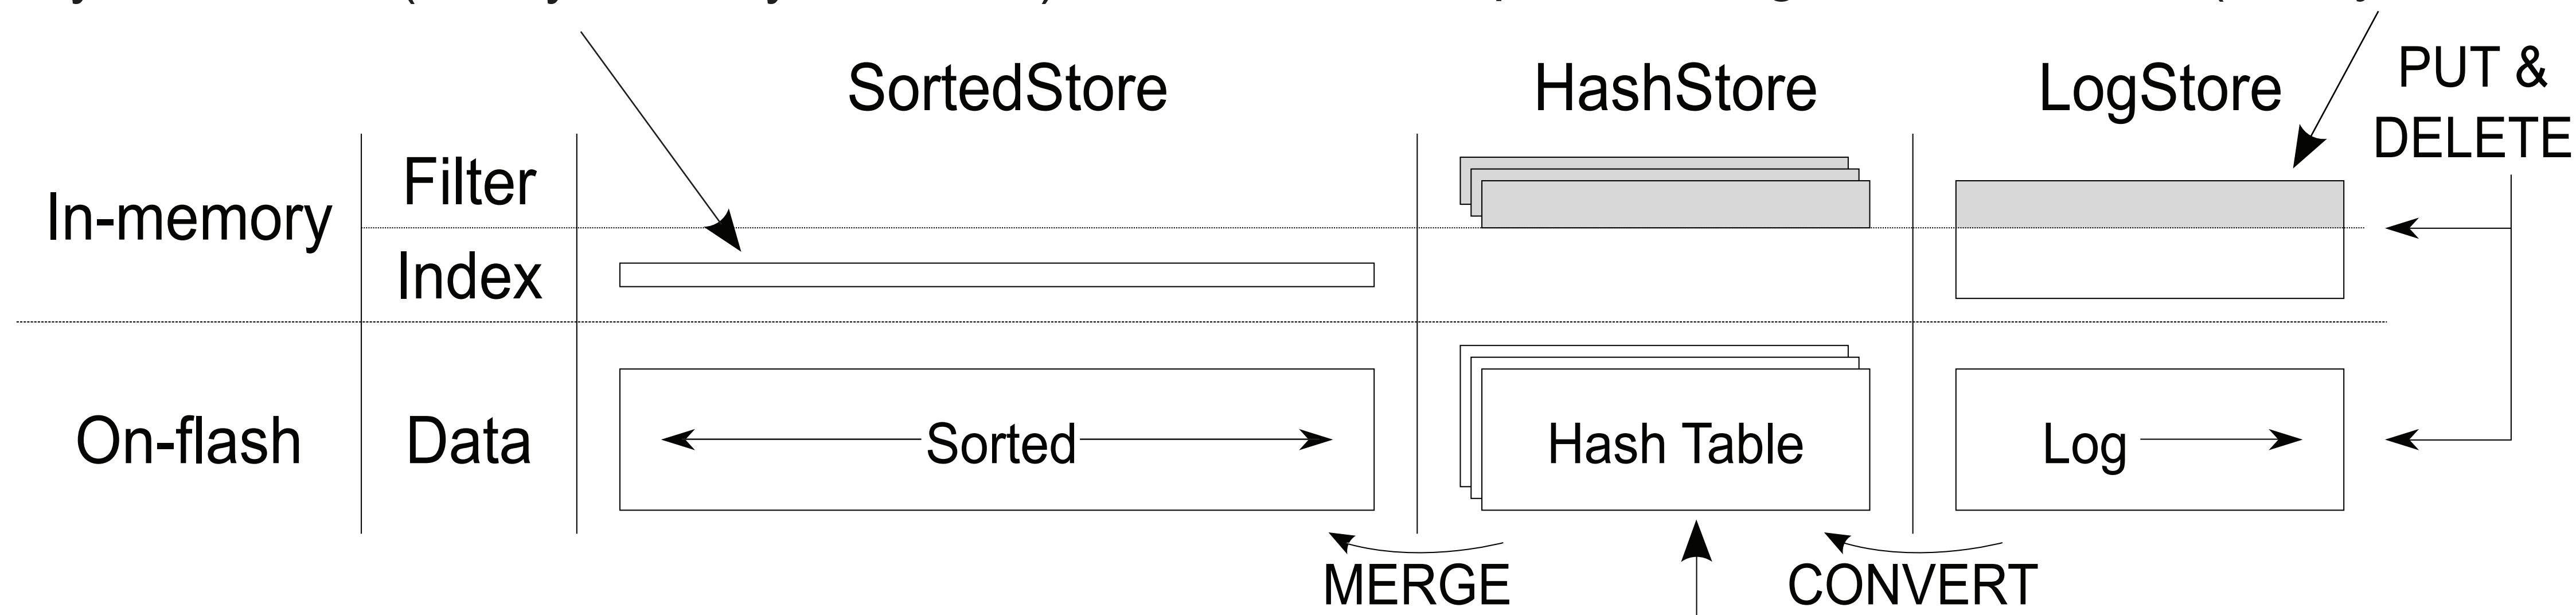 SortedStore
HashStore
LogStore
PUT &
DELETE
In-memory
Filter
Index
On-flash
Data
Sorted
Hash Table
Log
MERGE
CONVERT